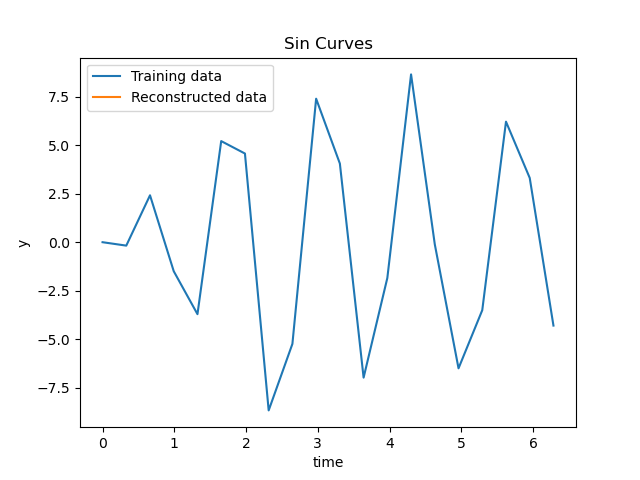 Sin Curves
Training data
Reconstructed data
7.5
5.0
2.5
0.0
−2.5
−5.0
−7.5
y
0 1 2 3 4 5 6
time